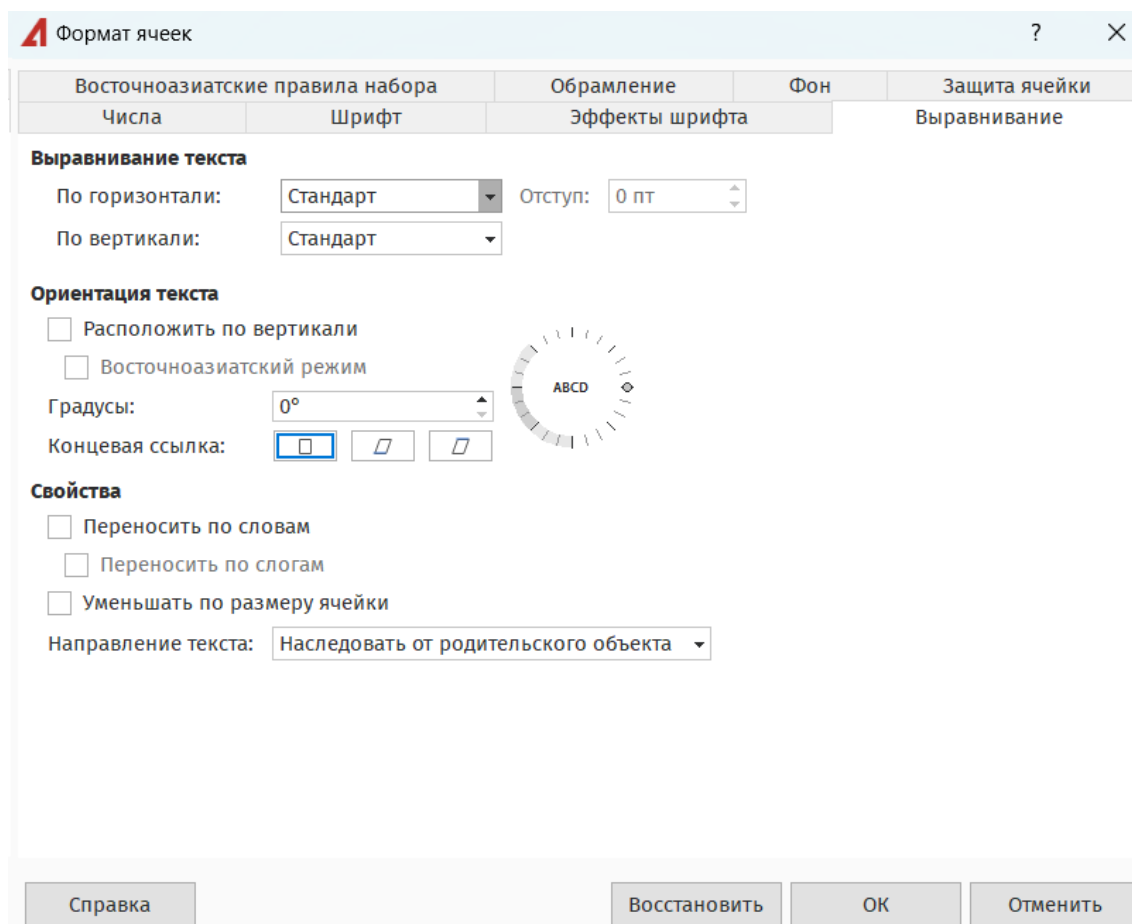 Формат ячеек ?
Восточноазиатские правила набора Обрамление Фон Защита ячейки
Числа Шрифт Эффекты шрифта Выравнивание
Выравнивание текста
По горизонтали: Стандарт Отступ: 0 пт
По вертикали: Стандарт
Ориентация текста
Расположить по вертикали
Восточноазиатский режим
ABCD
Градусы: 0°
Концевая ссылка:
Свойства
Переносить по словам
Переносить по слогам
Уменьшать по размеру ячейки
Направление текста: Наследовать от родительского объекта
Справка Восстановить ОК Отменить